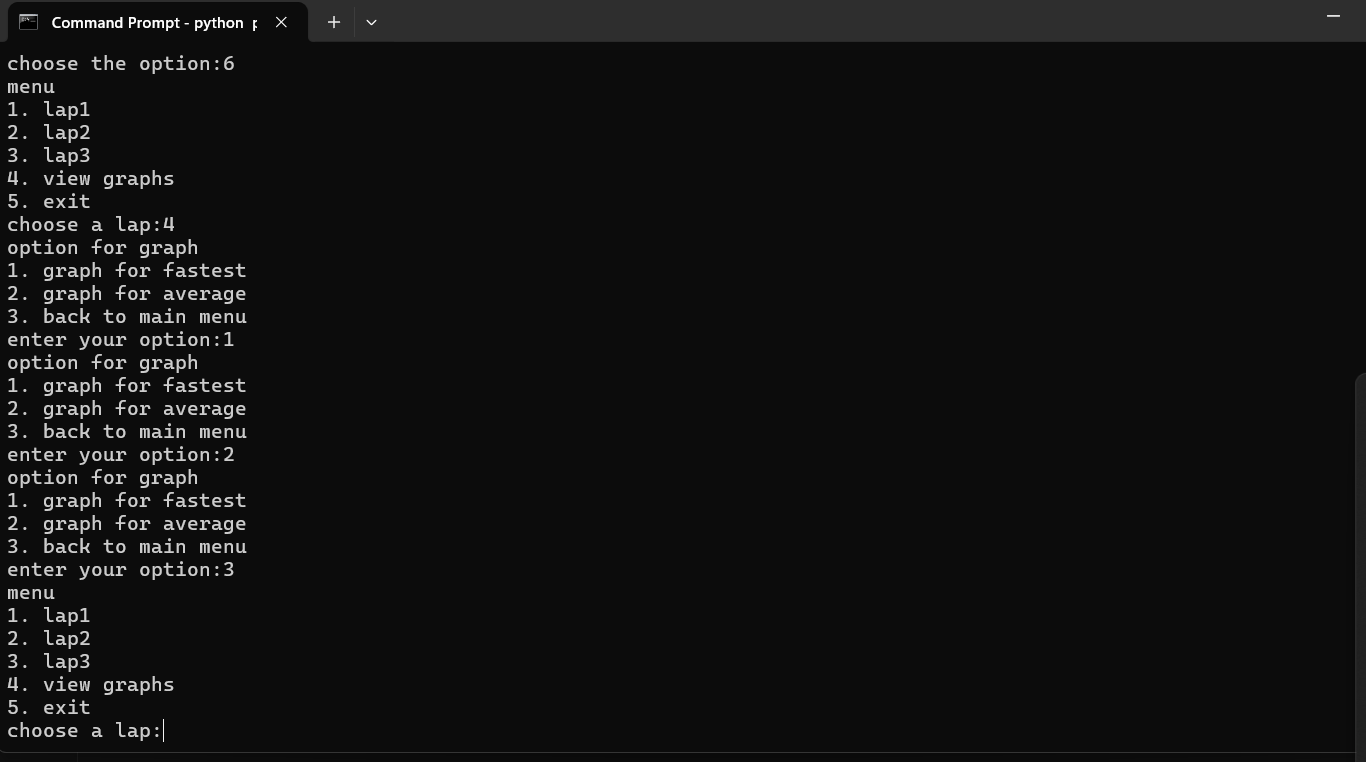 Command Prompt - python
choose the option:6
menu
1. lap1
2. lap2
3. lap3
4. view graphs
5. exit
choose a lap:4
option for graph
1. graph for fastest
2. graph for average
3. back to main menu
enter your option:1
option for graph
1. graph for fastest
2. graph for average
3. back to main menu
enter your option:2
option for graph
1. graph for fastest
2. graph for average
3. back to main menu
enter your option:3
menu
1. lap1
2. lap2
3. lap3
4. view graphs
5. exit
choose a lap: